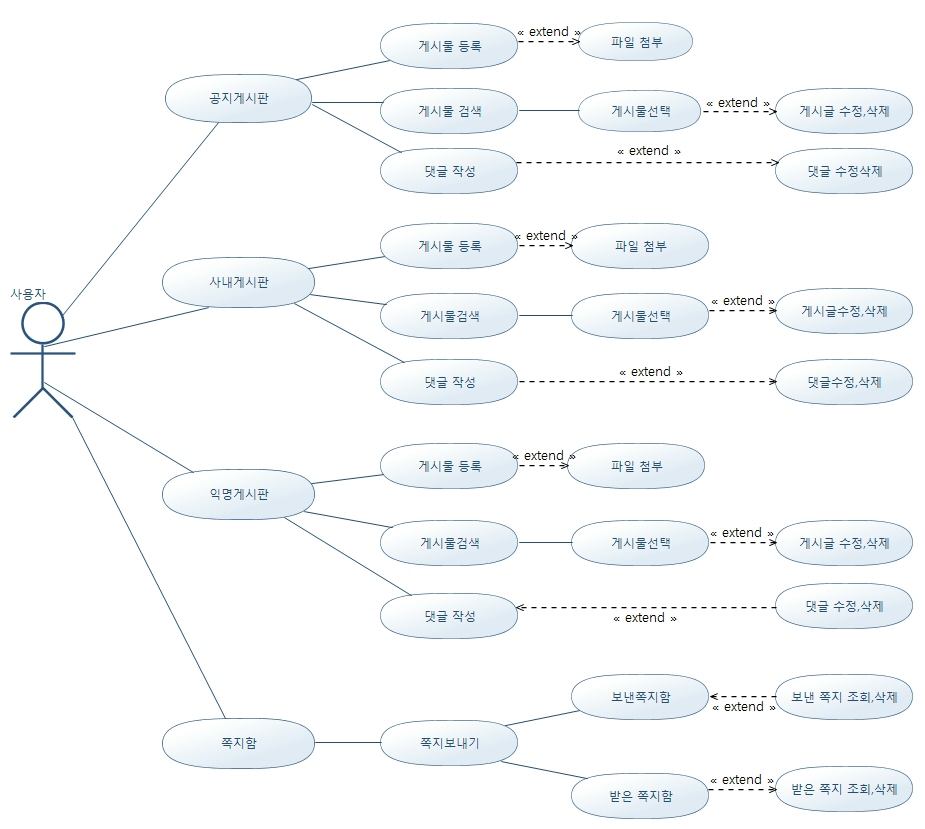 게시물 등록
« extend »
파일 첨부
공지게시판
게시물 검색
게시물선택
« extend »
게시글 수정,삭제
댓글 작성
« extend »
댓글 수정삭제
사용자
사내게시판
게시물 등록
« extend »
파일 첨부
게시물검색
게시물선택
« extend »
게시글수정,삭제
댓글 작성
« extend »
댓글수정,삭제
익명게시판
게시물 등록
« extend »
파일 첨부
게시물검색
게시물선택
« extend »
게시글 수정,삭제
댓글 작성
« extend »
댓글 수정,삭제
쪽지함
쪽지보내기
보낸쪽지함
« extend »
보낸 쪽지 조회,삭제
받은 쪽지함
« extend »
받은 쪽지 조회,삭제